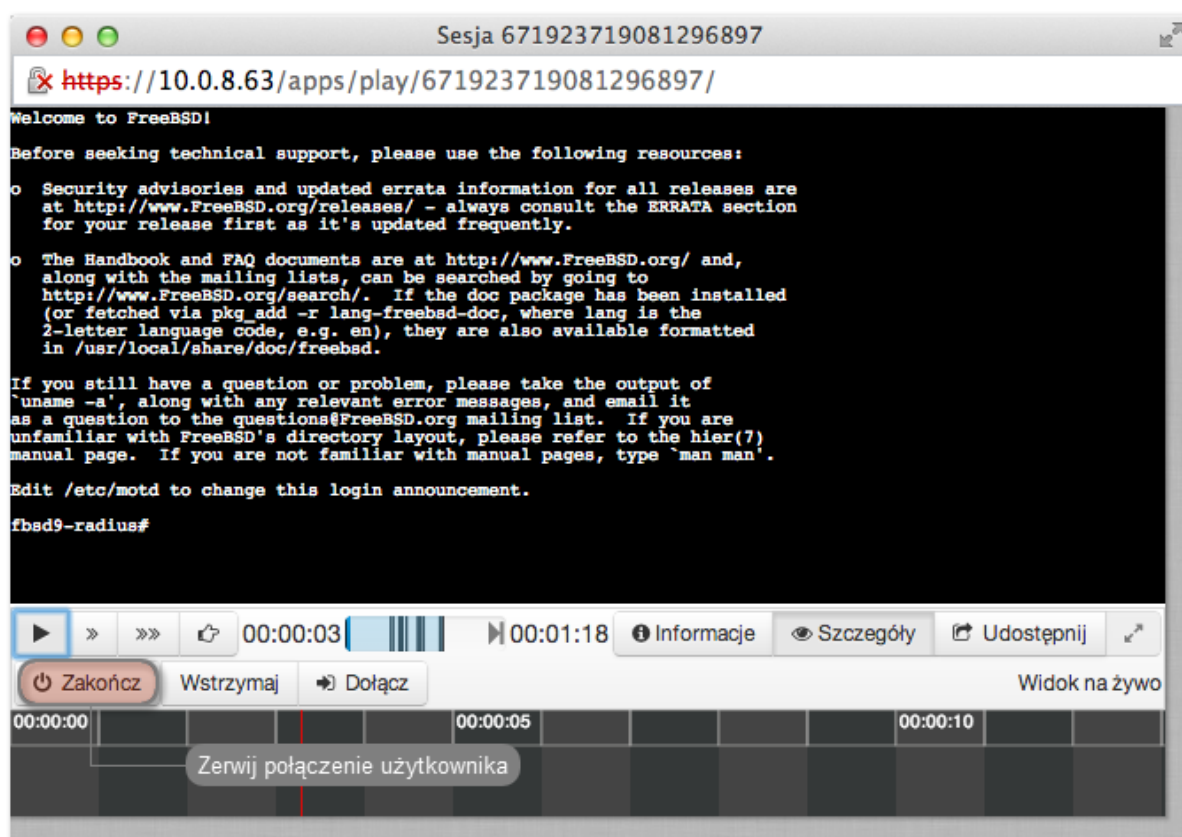 Sesja 671923719081296897
https://10.0.8.63/apps/play/671923719081296897/
Welcome to FreeBSD!
Before seeking technical support, please use the following resources:
o  Security advisories and updated errata information for all releases are
at http://www.FreeBSD.org/releases/ - always consult the ERRATA section
for your release first as it's updated frequently.
o  The Handbook and FAQ documents are at http://www.FreeBSD.org/ and,
along with the mailing lists, can be searched by going to
http://www.FreeBSD.org/search/.  If the doc package has been installed
(or fetched via pkg_add -r lang-freebsd-doc, where lang is the
2-letter language code, e.g. en), they are also available formatted
in /usr/local/share/doc/freebsd.
If you still have a question or problem, please take the output of
`uname -a', along with any relevant error messages, and email it
as a question to the questions@FreeBSD.org mailing list.  If you are
unfamiliar with FreeBSD's directory layout, please refer to the hier(7)
manual page.  If you are not familiar with manual pages, type `man man'.
Edit /etc/motd to change this login announcement.
fbsd9-radius#
00:00:03 00:01:18 Informacje Szczegóły Udostępnij
Zakończ Wstrzymaj Dołącz Widok na żywo
00:00:00 00:00:05 00:00:10
Zerwij połączenie użytkownika